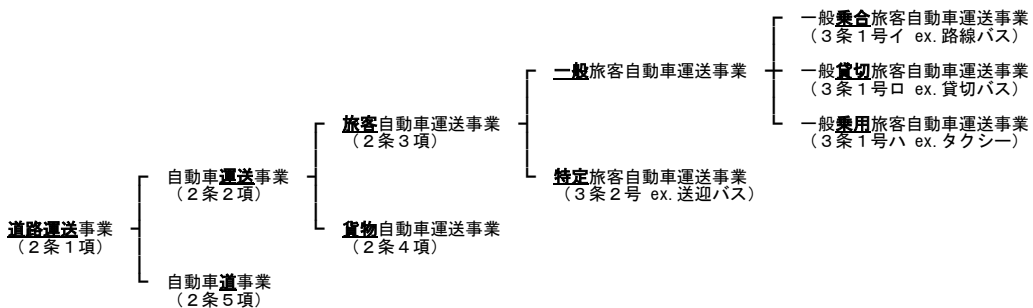 道路運送事業
（２条１項）
自動車運送事業
（２条２項）
自動車道事業
（２条５項）
旅客自動車運送事業
（２条３項）
貨物自動車運送事業
（２条４項）
一般旅客自動車運送事業
特定旅客自動車運送事業
（３条２号 ex.送迎バス）
一般乗合旅客自動車運送事業
（３条１号イ ex.路線バス）
一般貸切旅客自動車運送事業
（３条１号ロ ex.貸切バス）
一般乗用旅客自動車運送事業
（３条１号ハ ex.タクシー）